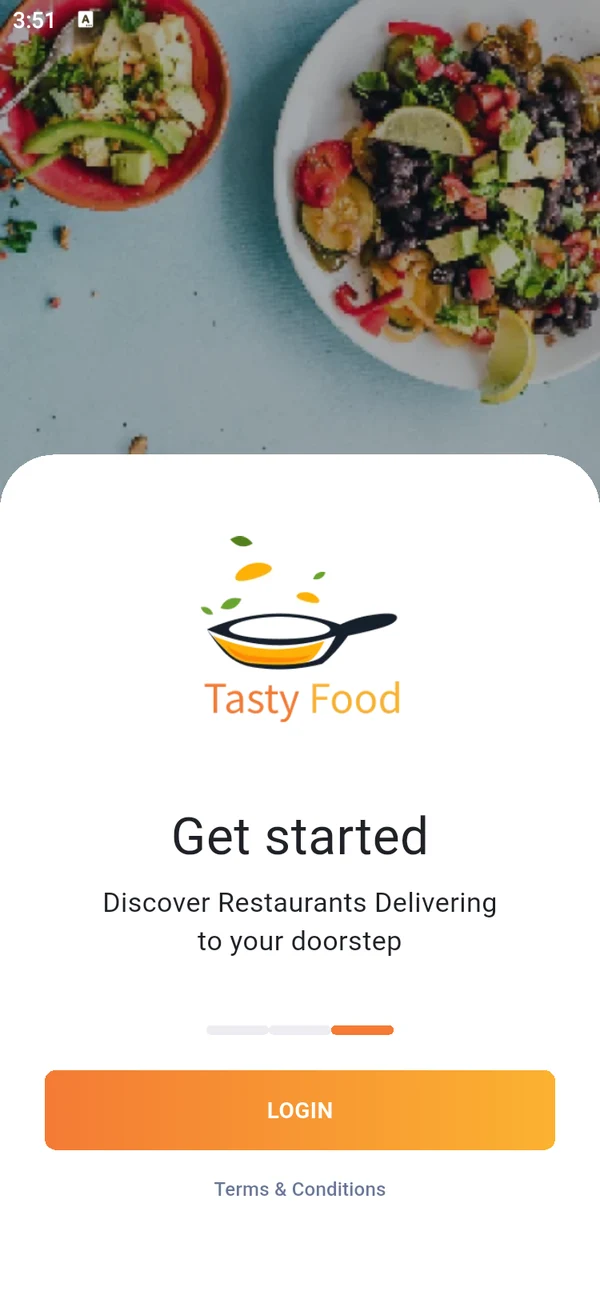 3:51
A
Tasty Food
Get started
Discover Restaurants Delivering
to your doorstep
LOGIN
Terms & Conditions